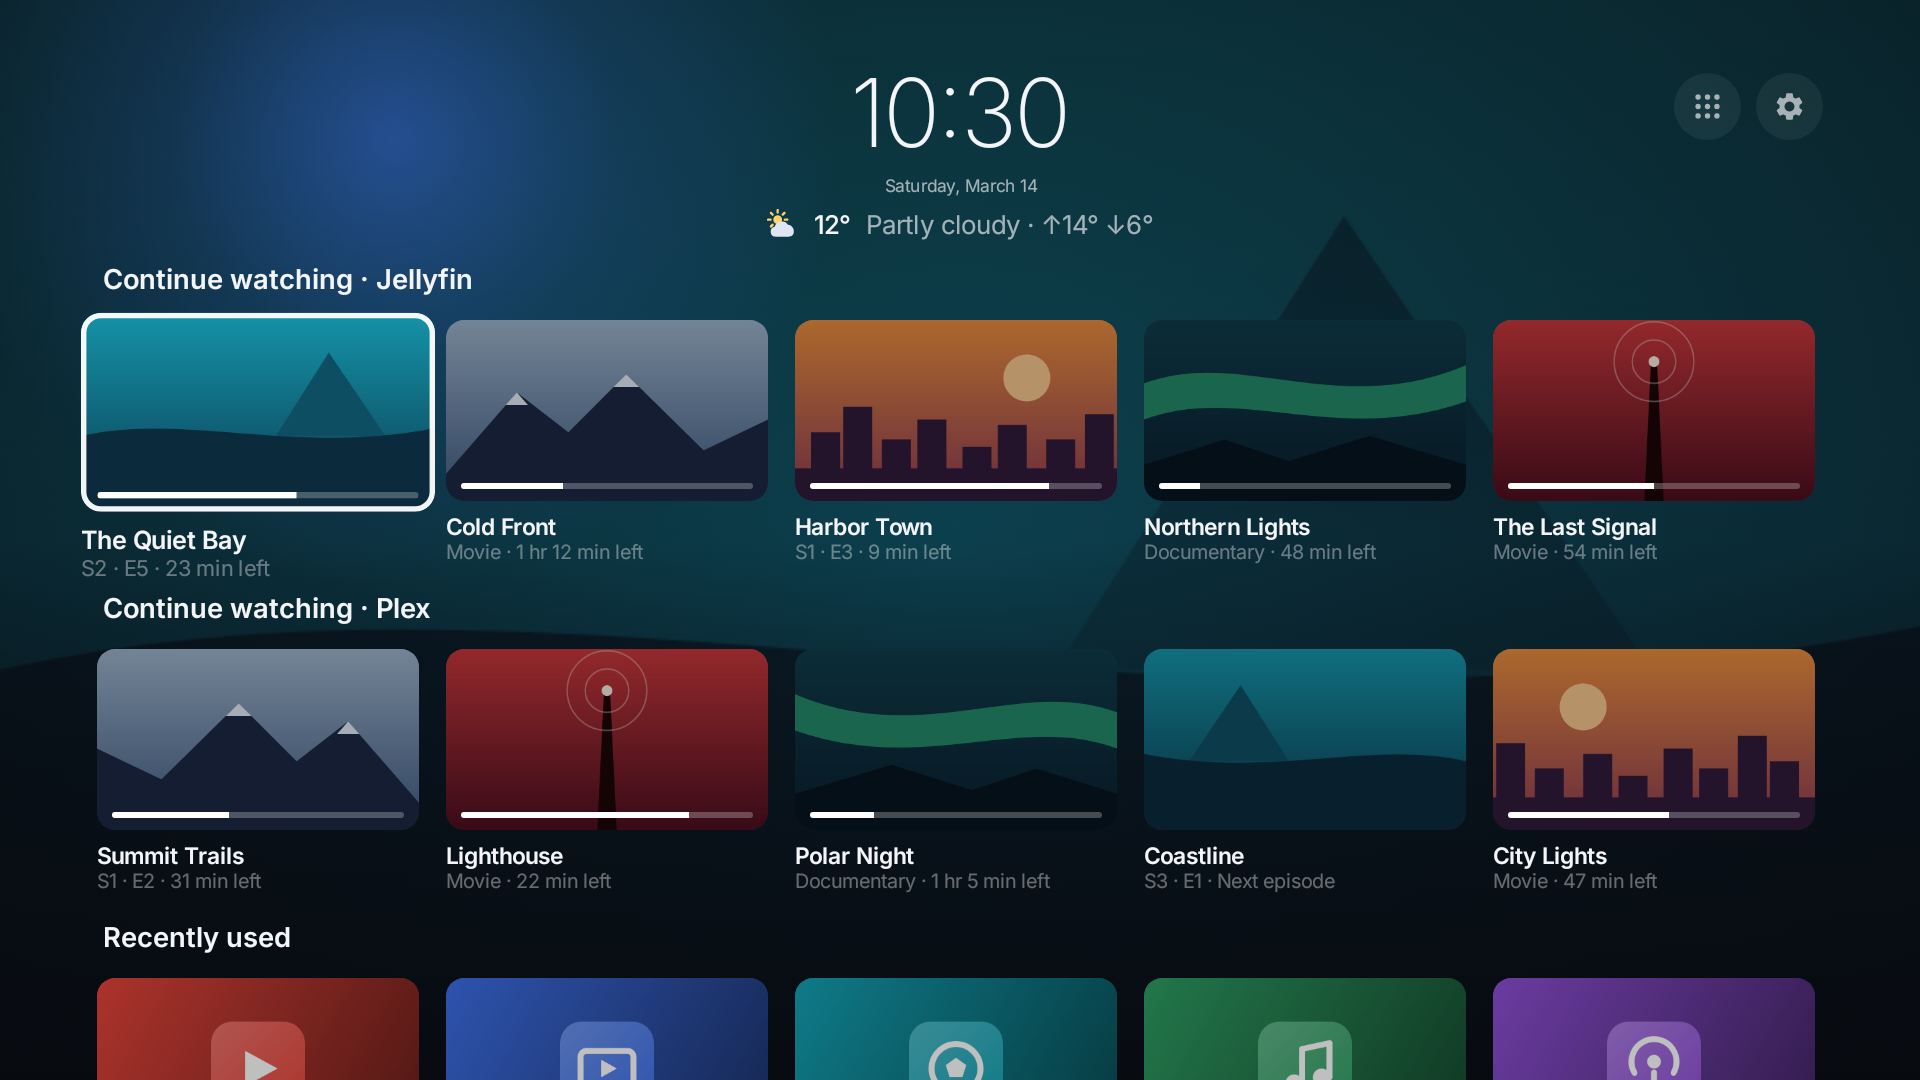 10:30
Saturday, March 14
12° Partly cloudy · ↑14° ↓6°
Continue watching · Jellyfin
The Quiet Bay
S2 · E5 · 23 min left
Cold Front
Movie · 1 hr 12 min left
Harbor Town
S1 · E3 · 9 min left
Northern Lights
Documentary · 48 min left
The Last Signal
Movie · 54 min left
Continue watching · Plex
Summit Trails
S1 · E2 · 31 min left
Lighthouse
Movie · 22 min left
Polar Night
Documentary · 1 hr 5 min left
Coastline
S3 · E1 · Next episode
City Lights
Movie · 47 min left
Recently used